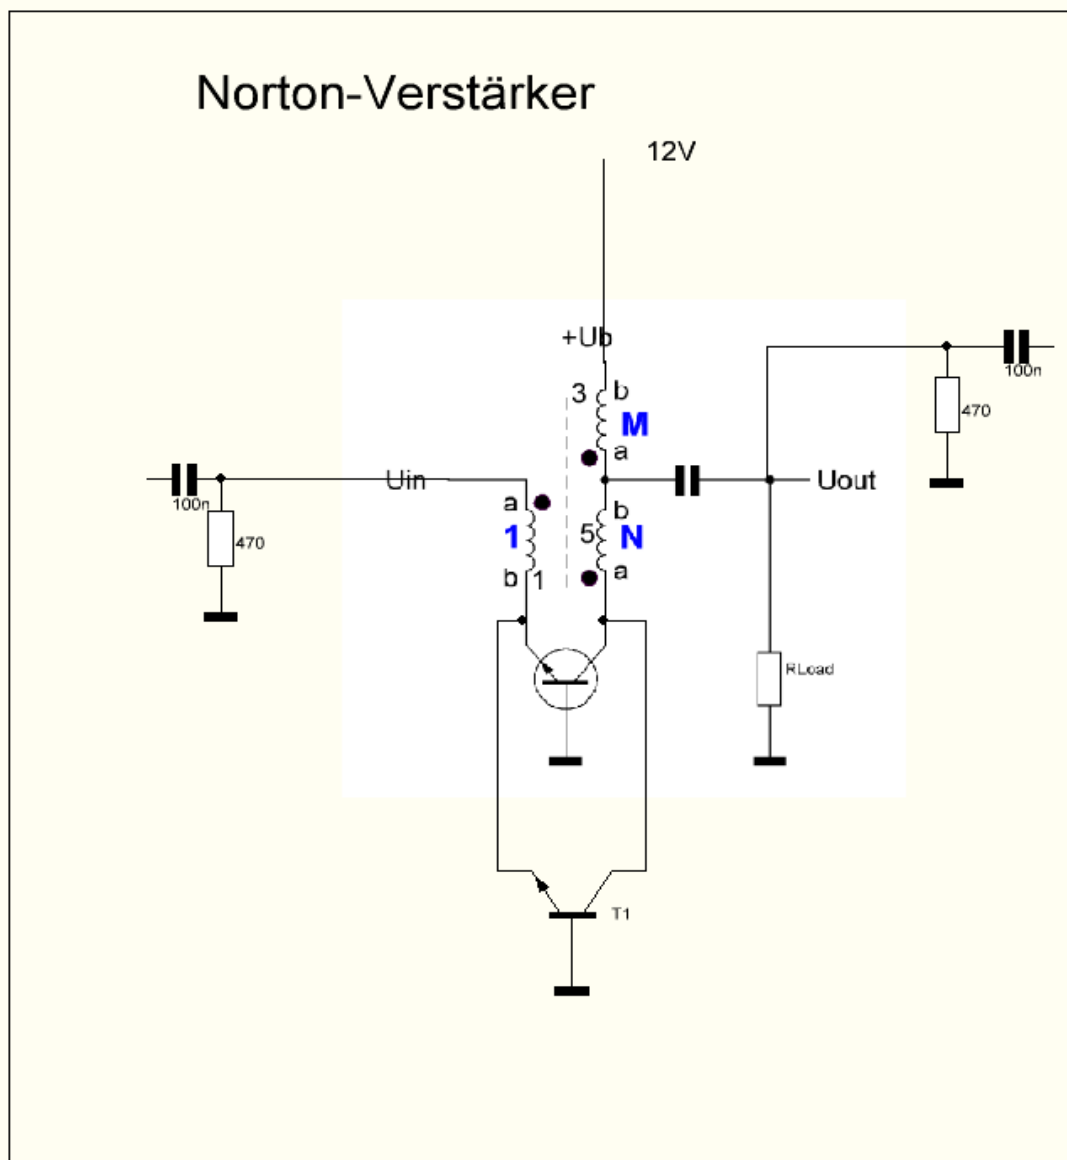 Norton-Verstärker
12V
+Ub
3 b
M
a
100n
470
Uin
a
1
b 1
b
5 N
a
Uout
100n
470
RLoad
T1